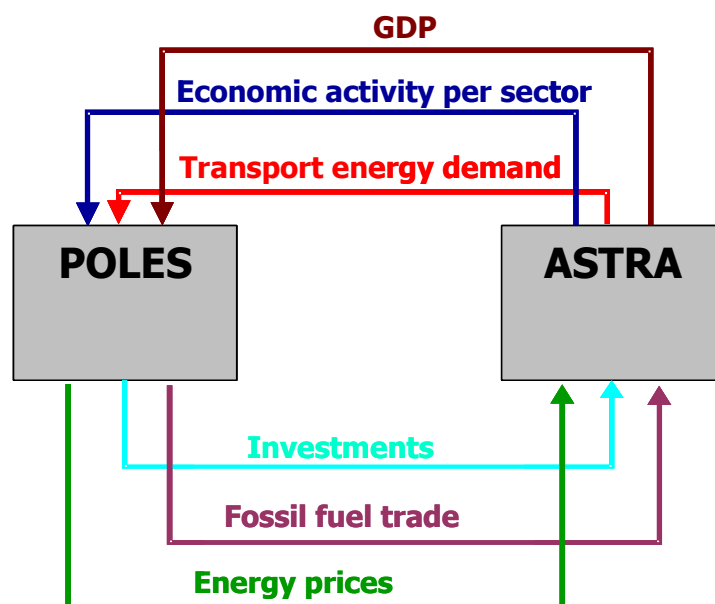 GDP
Economic activity per sector
Transport energy demand
POLES
ASTRA
Investments
Fossil fuel trade
Energy prices